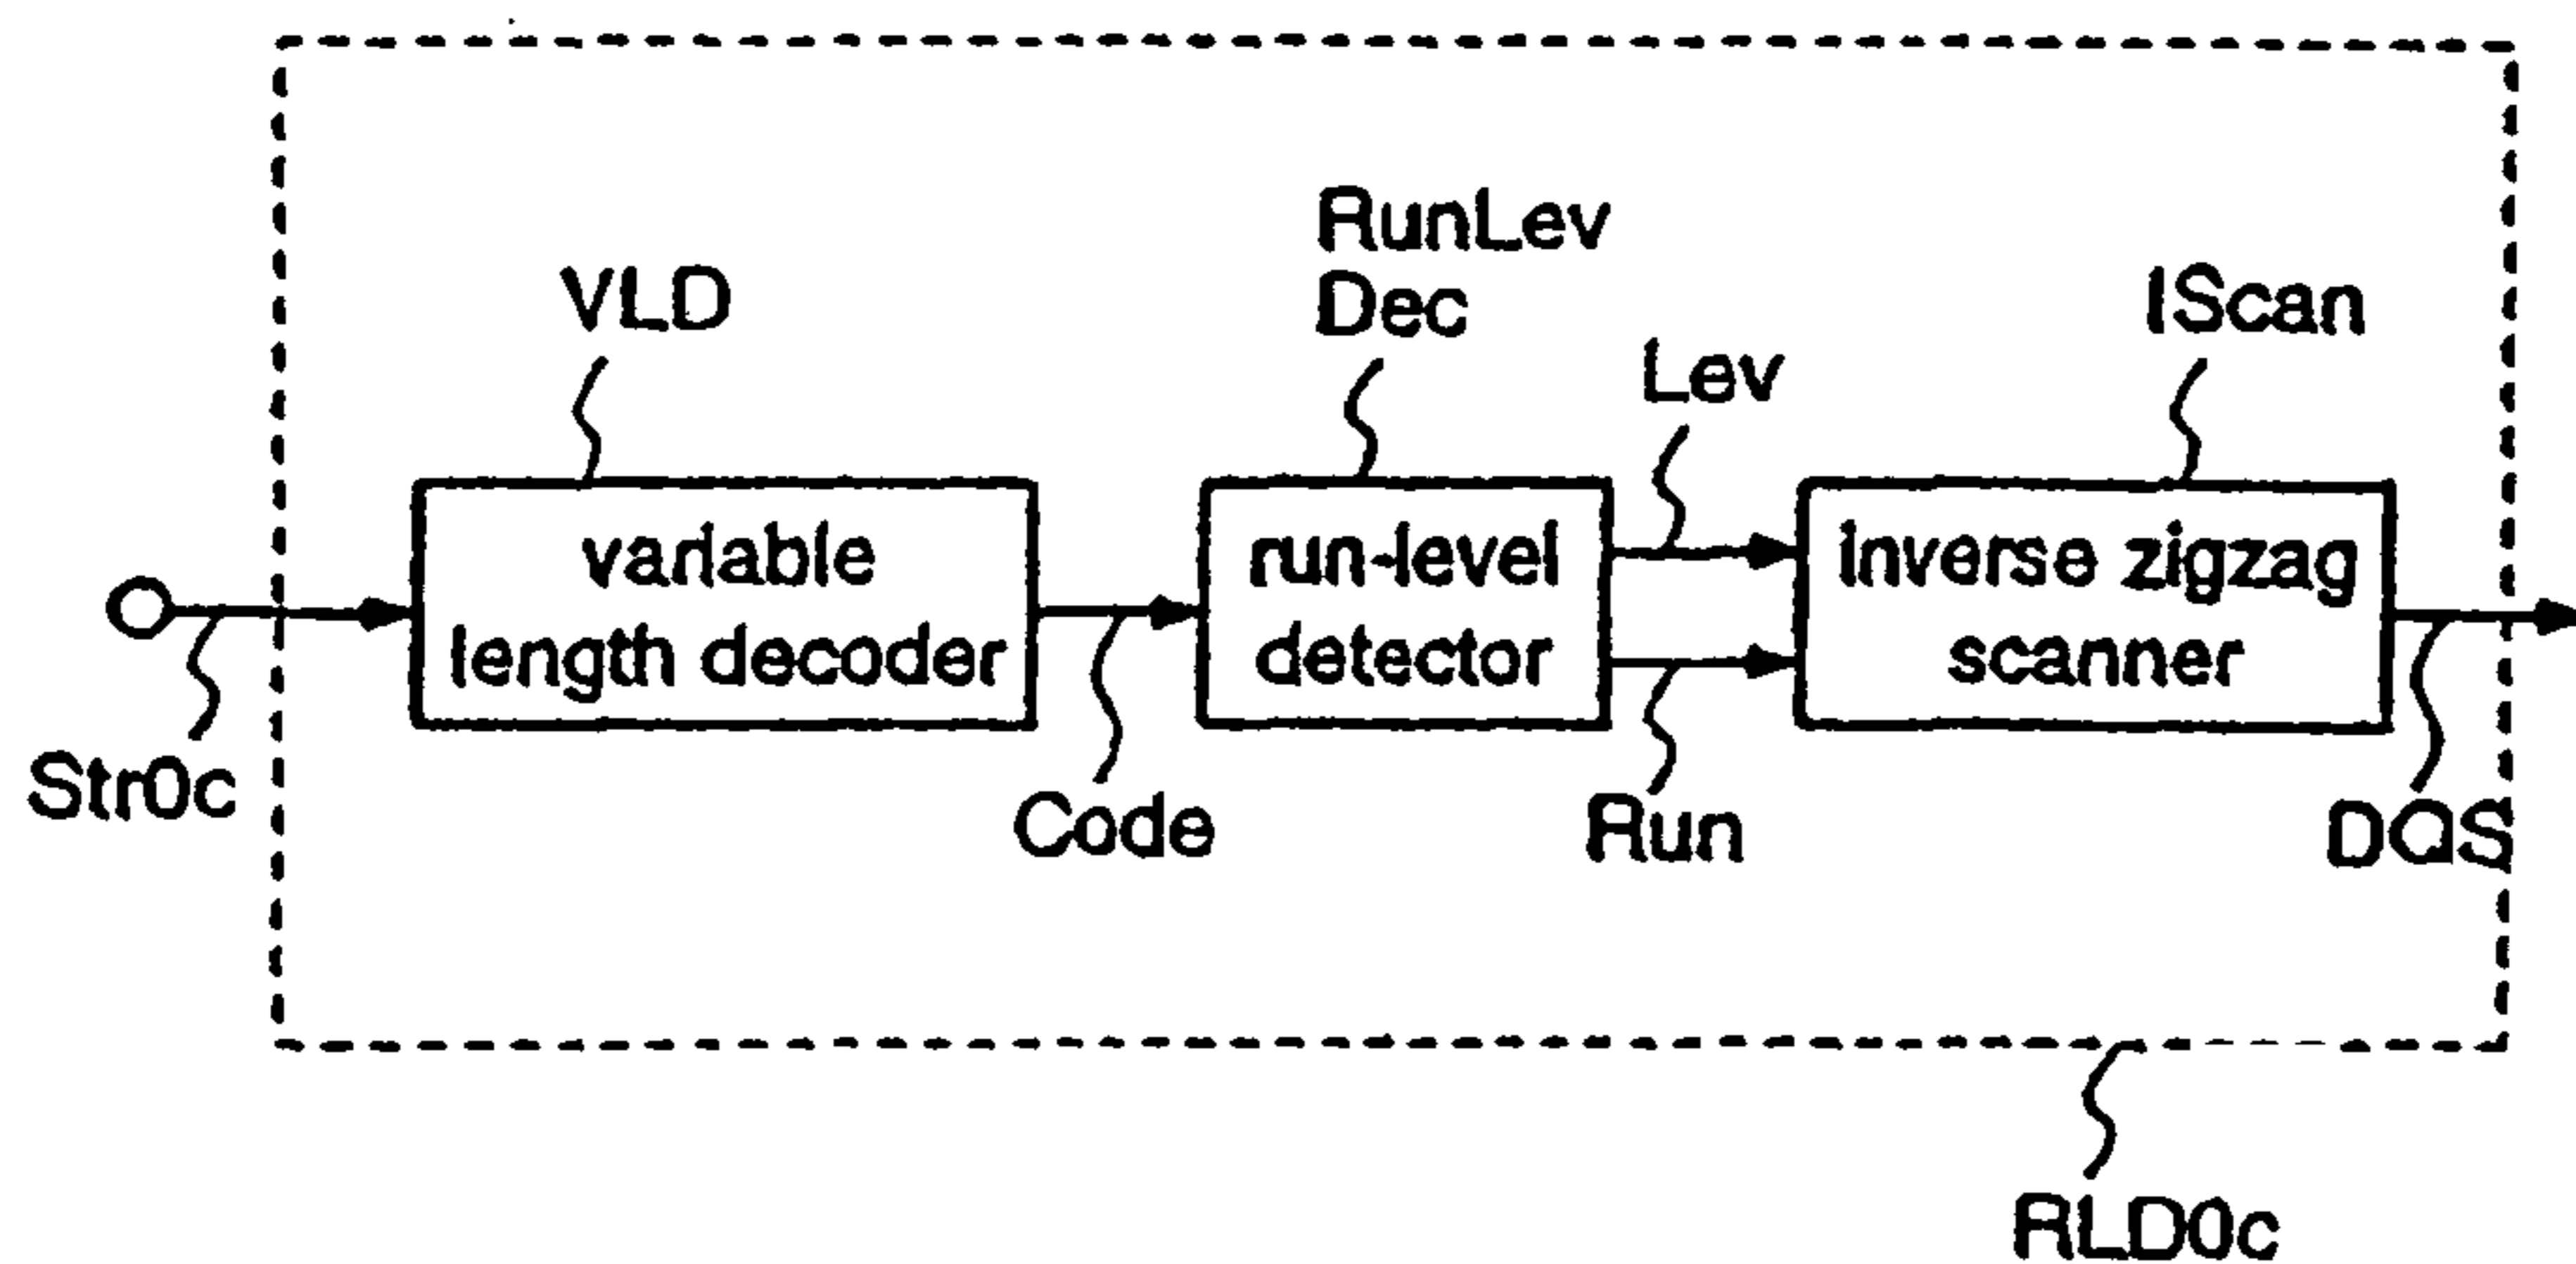 RunLev
Dec
VLD
IScan
Lev
variable
length decoder
run-level
detector
inverse zigzag
scanner
Str0c
Code
Run
DQS
RLD0c